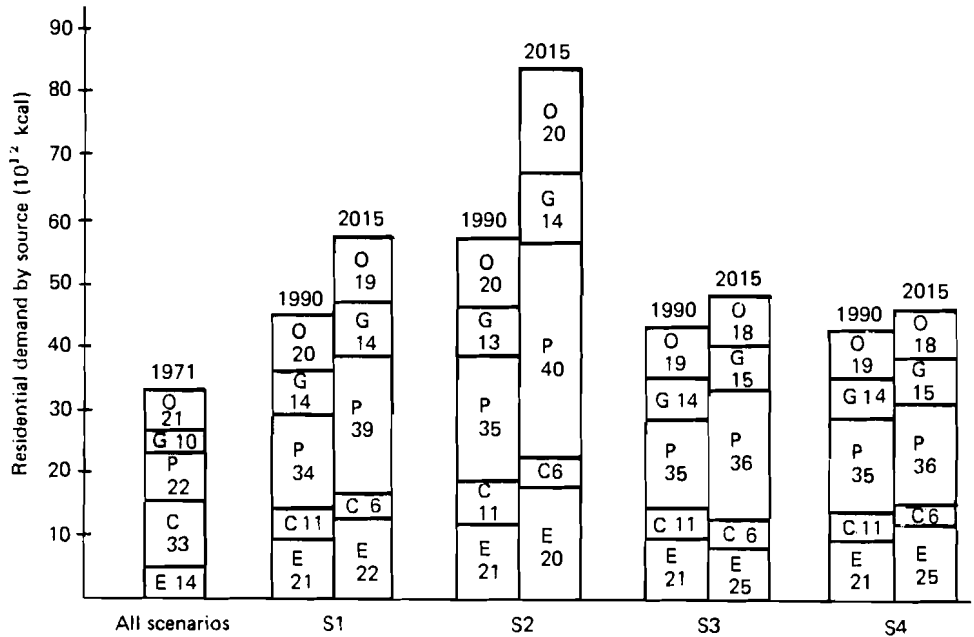 Residential demand by source (10¹² kcal)
90
80
70
60
50
40
30
20
10
1971
O
21
G 10
P
22
C
33
E 14
All scenarios
1990
O
20
G
14
P
34
C 11
E
21
2015
O
19
G
14
P
39
C 6
E
22
S1
1990
O
20
G
13
P
35
C
11
E
21
2015
O
20
G
14
P
40
C6
E
20
S2
1990
O
19
G 14
P
35
C 11
E
21
2015
O
18
G
15
P
36
C 6
E
25
S3
1990
O
19
G 14
P
35
C 11
E
21
2015
O
18
G
15
P
36
C6
E
25
S4